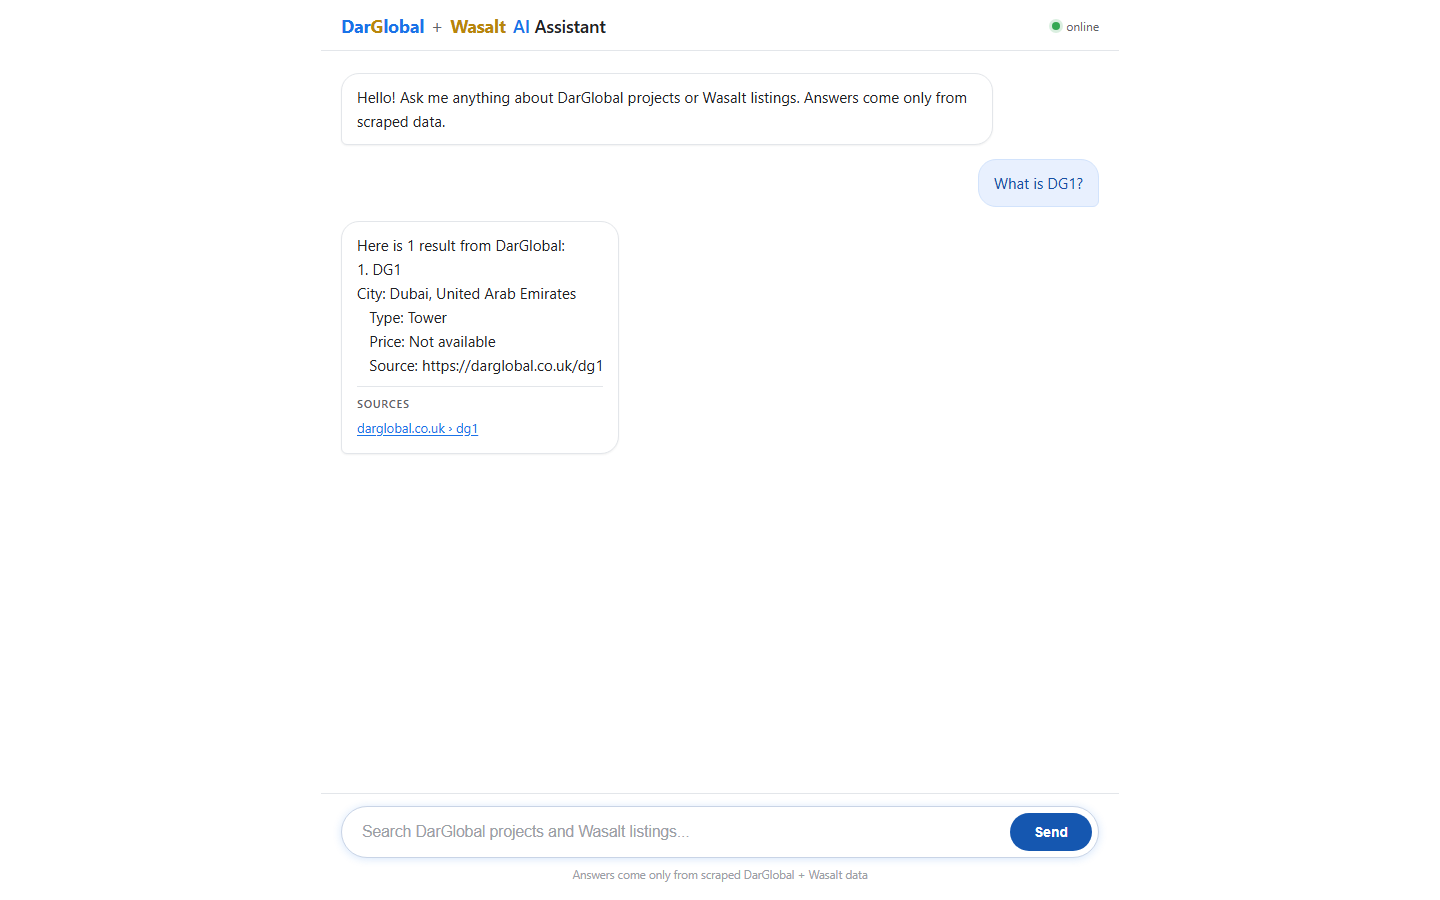 DarGlobal + Wasalt AI Assistant
online
Hello! Ask me anything about DarGlobal projects or Wasalt listings. Answers come only from
scraped data.
What is DG1?
Here is 1 result from DarGlobal:
1. DG1
City: Dubai, United Arab Emirates
Type: Tower
Price: Not available
Source: https://darglobal.co.uk/dg1
SOURCES
darglobal.co.uk › dg1
Search DarGlobal projects and Wasalt listings...
Send
Answers come only from scraped DarGlobal + Wasalt data